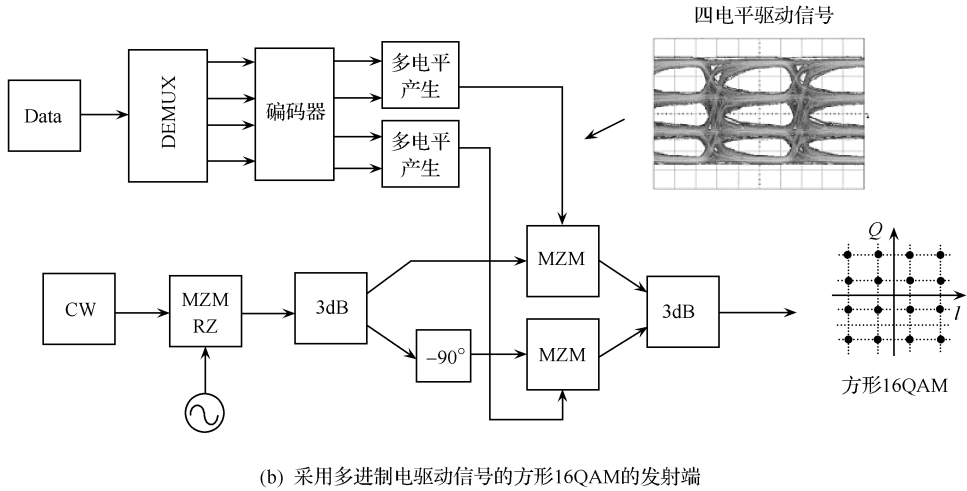 四电平驱动信号
Data
DEMUX
编码器
多电平
产生
多电平
产生
CW
MZM
RZ
3dB
−90°
MZM
MZM
3dB
Q
I
方形16QAM
(b) 采用多进制电驱动信号的方形16QAM的发射端